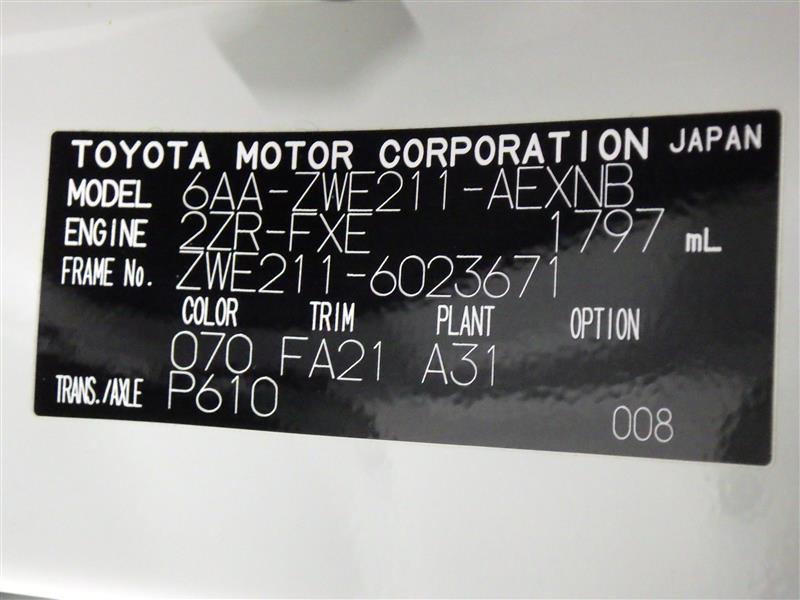 TOYOTA MOTOR CORPORATION JAPAN
MODEL 6AA-ZWE211-AEXNB
ENGINE 2ZR-FXE 1797 mL
FRAME No. ZWE211-6023671
COLOR TRIM PLANT OPTION
070 FA21 A31
TRANS./AXLE P610
008